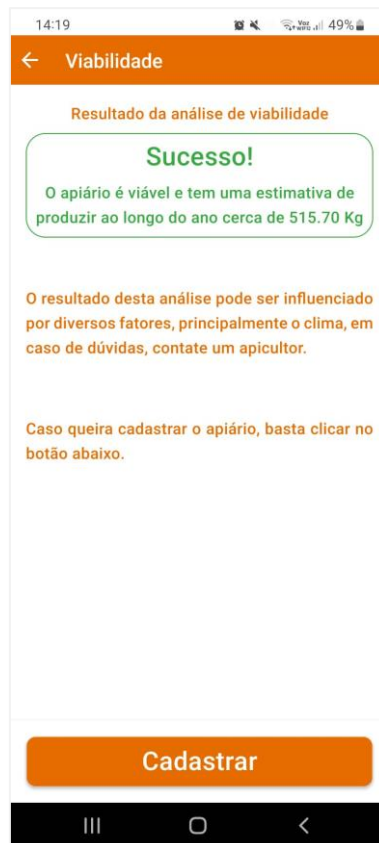 14:19 49%
Viabilidade
Resultado da análise de viabilidade
Sucesso!
O apiário é viável e tem uma estimativa de
produzir ao longo do ano cerca de 515.70 Kg
O resultado desta análise pode ser influenciado
por diversos fatores, principalmente o clima, em
caso de dúvidas, contate um apicultor.
Caso queira cadastrar o apiário, basta clicar no
botão abaixo.
Cadastrar